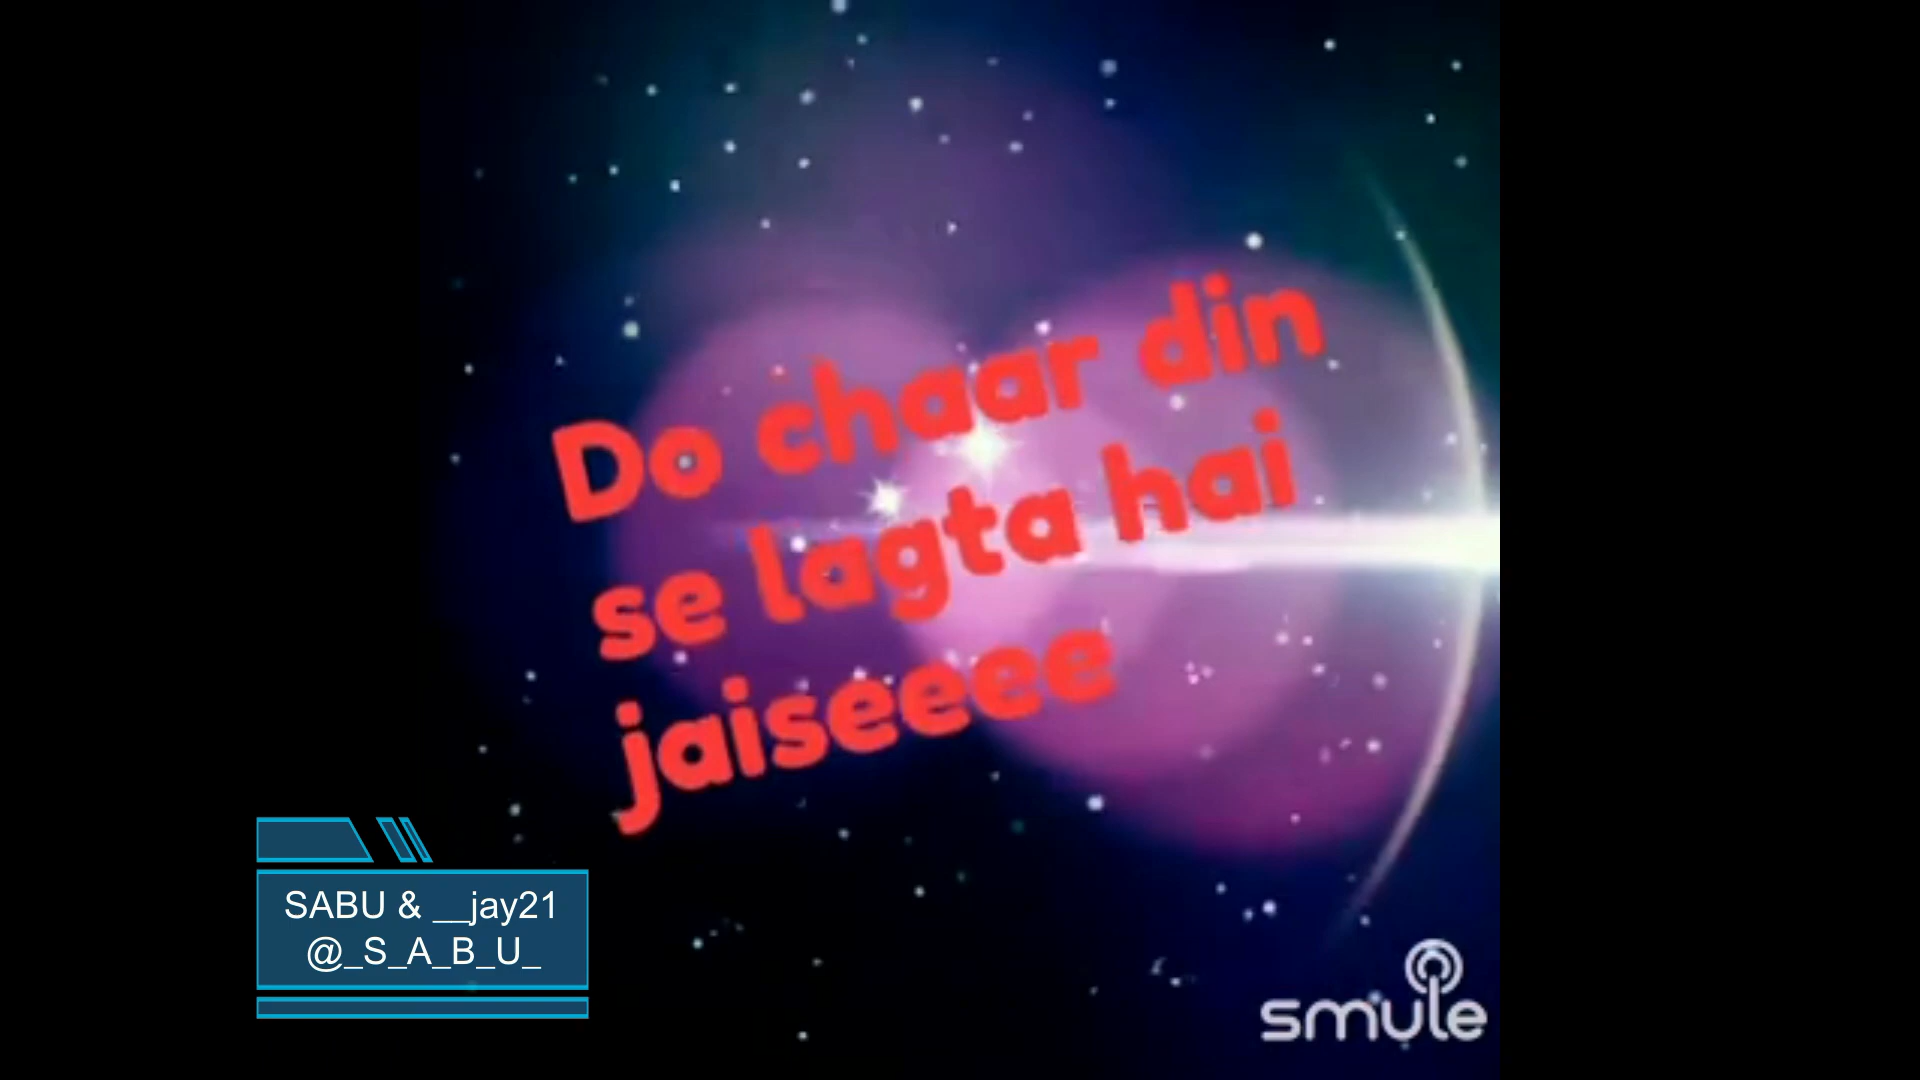 Do chaar din
se lagta hai
jaiseeee
SABU & __jay21
@_S_A_B_U_
smule